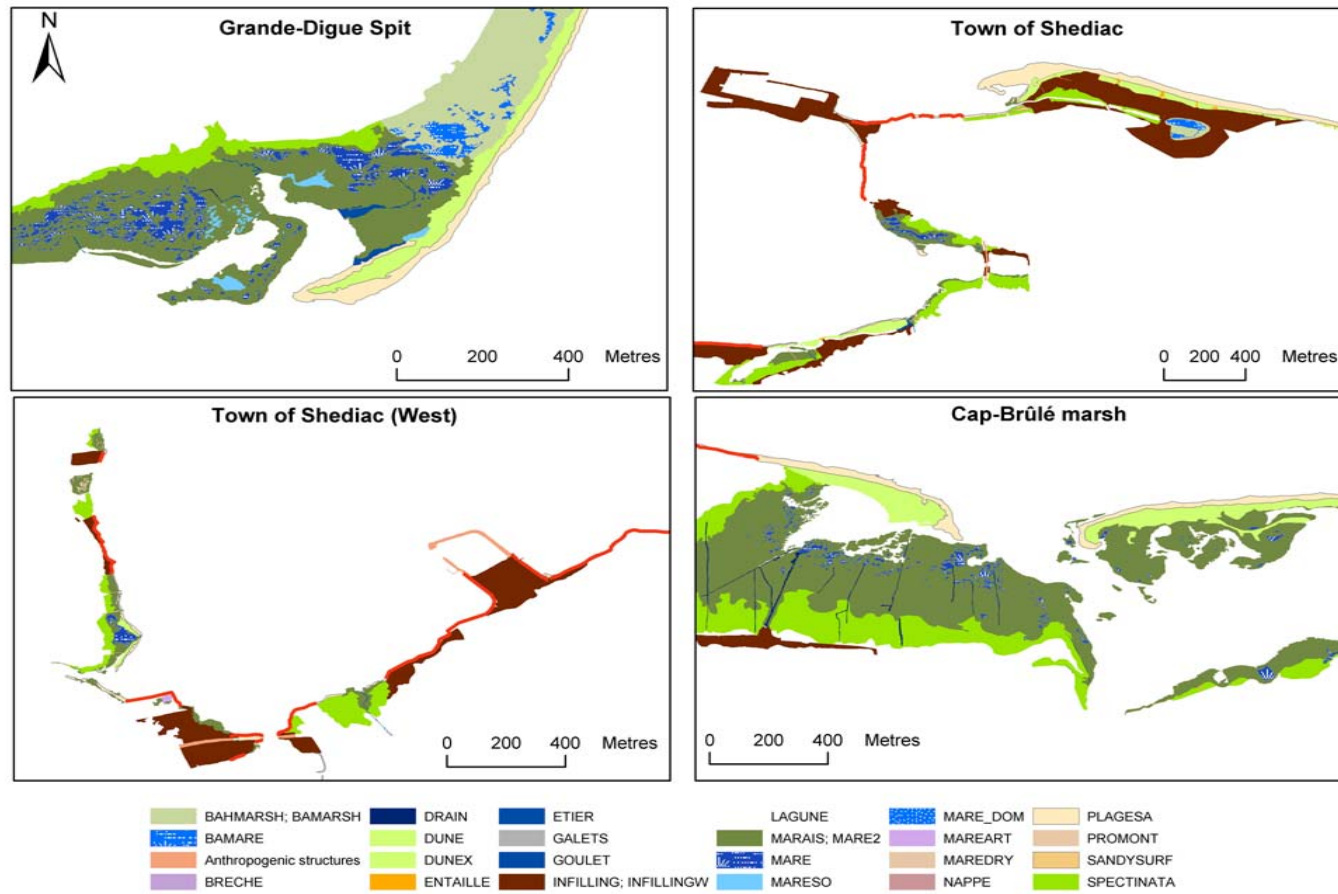 Grande-Digue Spit
N
0 200 400 Metres
Town of Shediac
0 200 400 Metres
Town of Shediac (West)
0 200 400 Metres
Cap-Brûlé marsh
0 200 400 Metres
BAHMARSH; BAMARSH
BAMARE
Anthropogenic structures
BRECHE
DRAIN
DUNE
DUNEX
ENTAILLE
ETIER
GALETS
GOULET
INFILLING; INFILLINGW
LAGUNE
MARAIS; MARE2
MARE
MARESO
MARE_DOM
MAREART
MAREDRY
NAPPE
PLAGESA
PROMONT
SANDYSURF
SPECTINATA